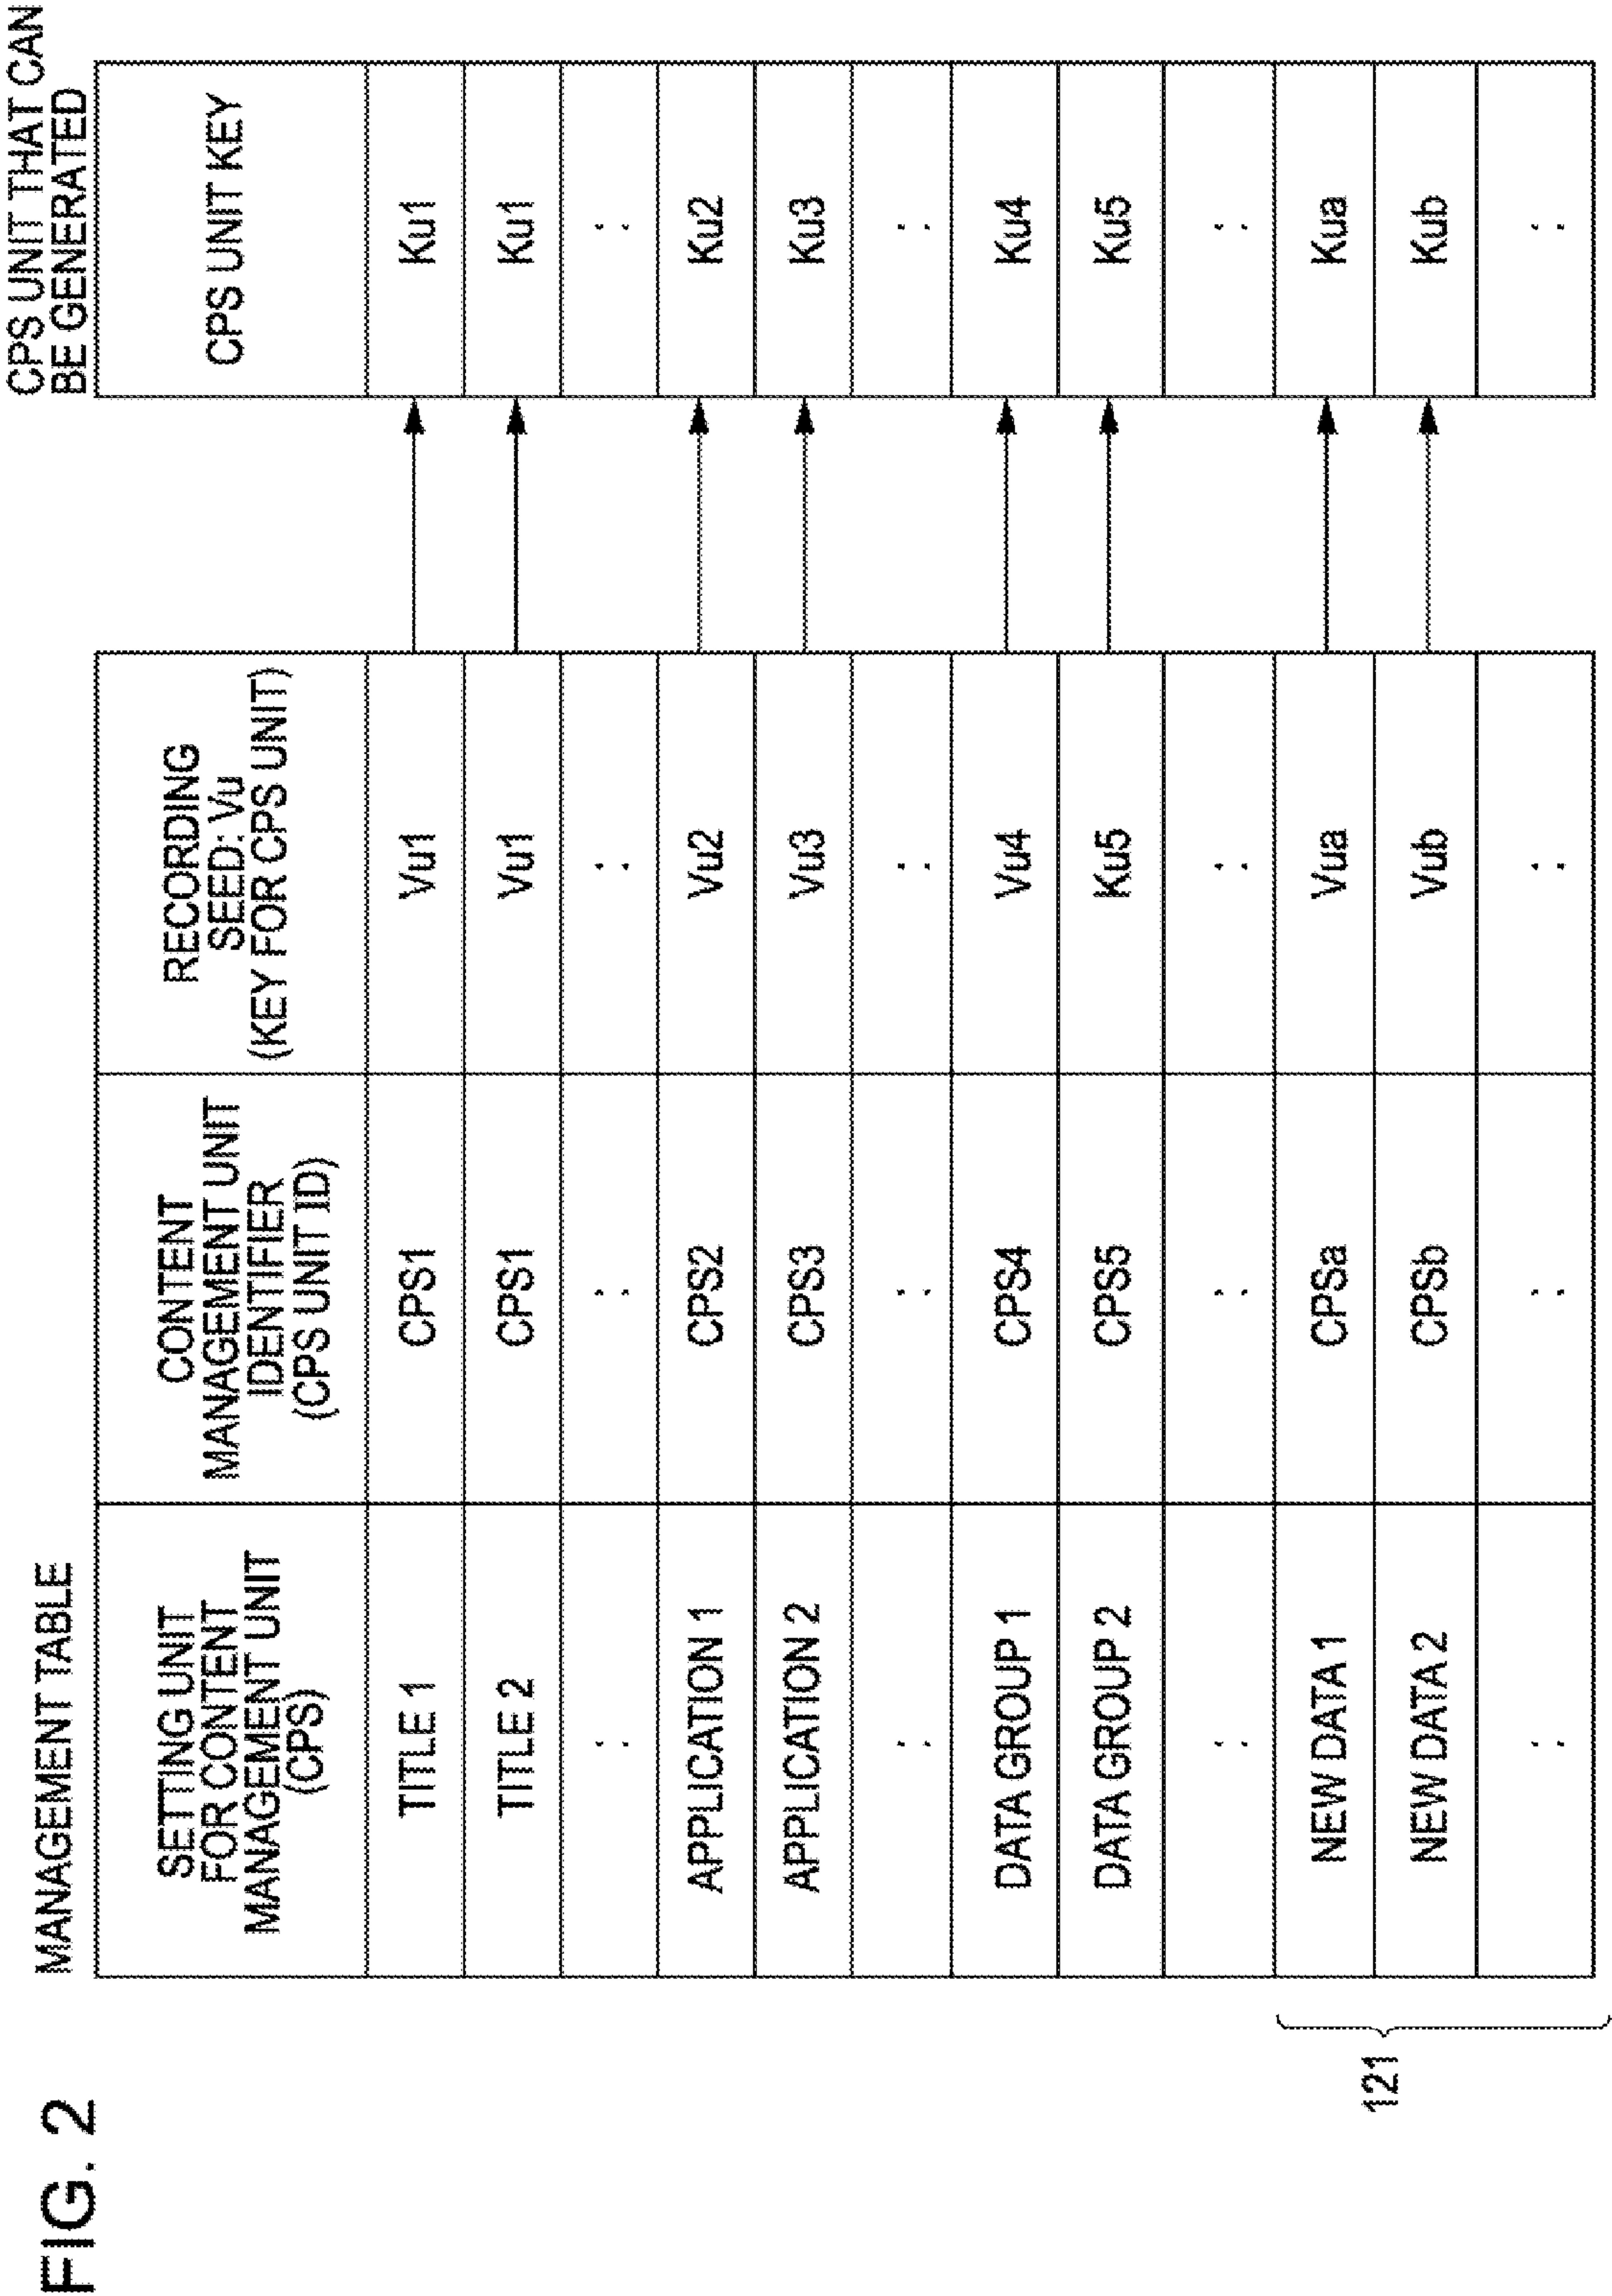 FIG. 2
MANAGEMENT TABLE
CPS UNIT THAT CAN
BE GENERATED
SETTING UNIT
FOR CONTENT
MANAGEMENT UNIT
(CPS)
CONTENT
MANAGEMENT UNIT
IDENTIFIER
(CPS UNIT ID)
RECORDING
SEED: Vu
(KEY FOR CPS UNIT)
CPS UNIT KEY
TITLE 1 CPS1 Vu1 Ku1
TITLE 2 CPS1 Vu1 Ku1
: : : :
APPLICATION 1 CPS2 Vu2 Ku2
APPLICATION 2 CPS3 Vu3 Ku3
: : : :
DATA GROUP 1 CPS4 Vu4 Ku4
DATA GROUP 2 CPS5 Ku5 Ku5
: : : :
NEW DATA 1 CPSa Vua Kua
NEW DATA 2 CPSb Vub Kub
: : : :
121